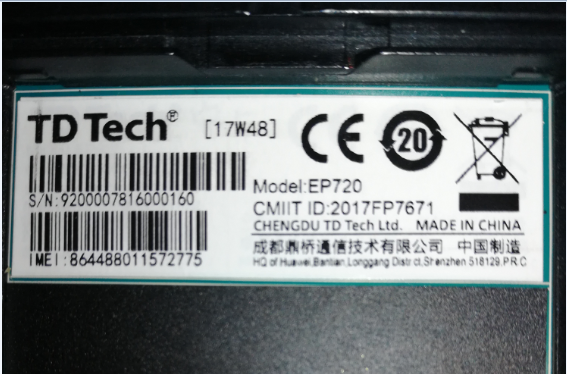 TD Tech® [17W48] CE 20
S/N:9200007816000160
Model:EP720
CMIIT ID:2017FP7671
CHENGDU TD Tech Ltd. MADE IN CHINA
成都鼎桥通信技术有限公司 中国制造
IMEI:864488011572775
HQ of Huawei,Bantian,Longgang District,Shenzhen 518129.P.R.C